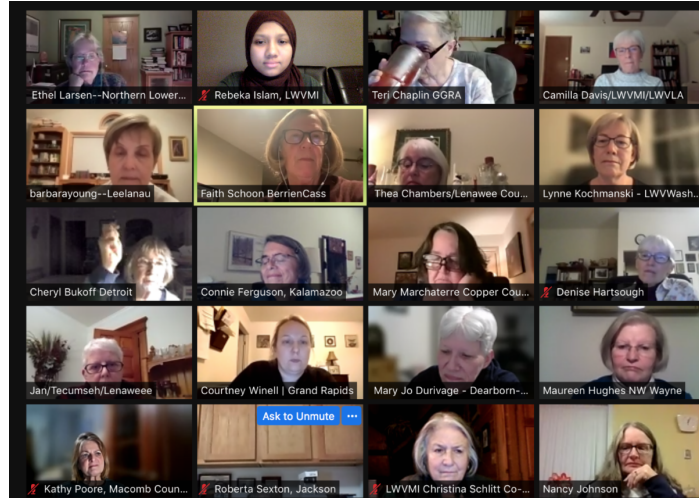 Ethel Larsen--Northern Lower...
Rebeka Islam, LWVMI
Teri Chaplin GGRA
Camilla Davis/LWVMI/LWVLA
barbarayoung--Leelanau
Faith Schoon BerrienCass
Thea Chambers/Lenawee Cou...
Lynne Kochmanski - LWVWash...
Cheryl Bukoff Detroit
Connie Ferguson, Kalamazoo
Mary Marchaterre Copper Cou...
Denise Hartsough
Jan/Tecumseh/Lenaweee
Courtney Winell | Grand Rapids
Mary Jo Durivage - Dearborn-...
Maureen Hughes NW Wayne
Ask to Unmute ...
Kathy Poore, Macomb Coun...
Roberta Sexton, Jackson
LWVMI Christina Schlitt Co-...
Nancy Johnson